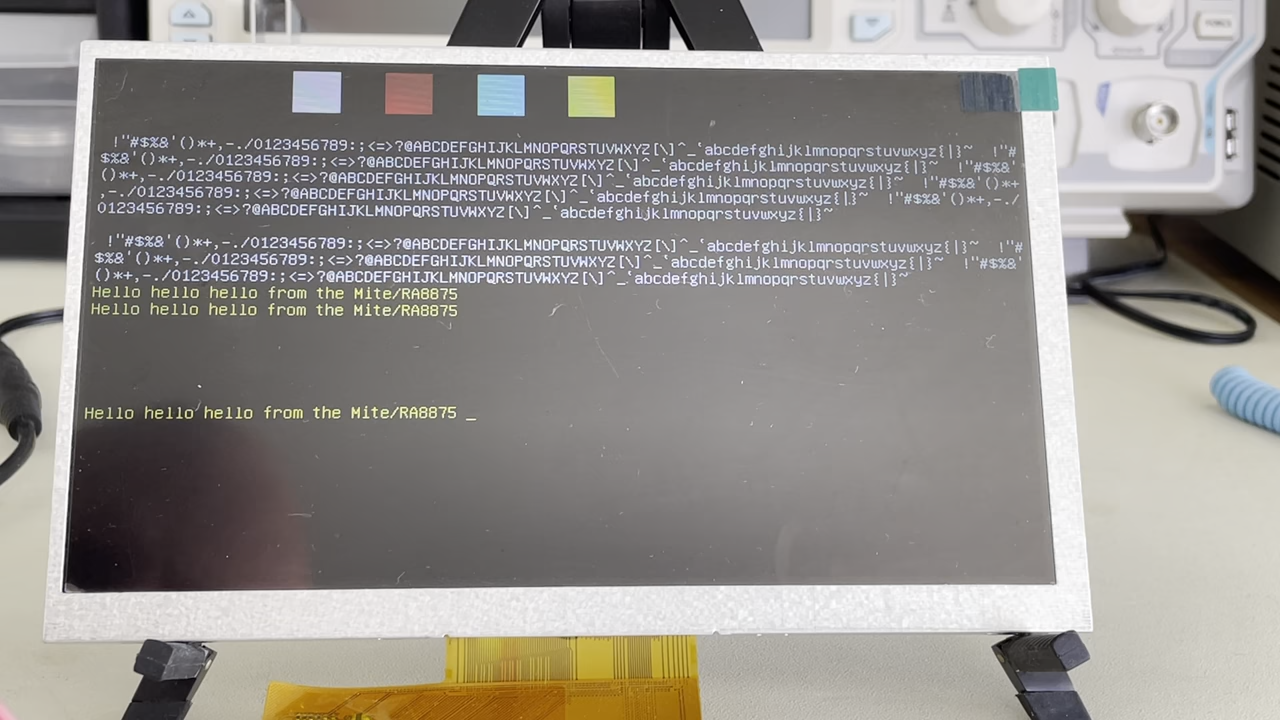 !"#$%&'()*+,-./0123456789:;<=>?@ABCDEFGHIJKLMNOPQRSTUVWXYZ[\]^_`abcdefghijklmnopqrstuvwxyz{|}~  !"#
$%&'()*+,-./0123456789:;<=>?@ABCDEFGHIJKLMNOPQRSTUVWXYZ[\]^_`abcdefghijklmnopqrstuvwxyz{|}~  !"#$%&'
()*+,-./0123456789:;<=>?@ABCDEFGHIJKLMNOPQRSTUVWXYZ[\]^_`abcdefghijklmnopqrstuvwxyz{|}~  !"#$%&'()*+
,-./0123456789:;<=>?@ABCDEFGHIJKLMNOPQRSTUVWXYZ[\]^_`abcdefghijklmnopqrstuvwxyz{|}~  !"#$%&'()*+,-./
0123456789:;<=>?@ABCDEFGHIJKLMNOPQRSTUVWXYZ[\]^_`abcdefghijklmnopqrstuvwxyz{|}~
 !"#$%&'()*+,-./0123456789:;<=>?@ABCDEFGHIJKLMNOPQRSTUVWXYZ[\]^_`abcdefghijklmnopqrstuvwxyz{|}~  !"#
$%&'()*+,-./0123456789:;<=>?@ABCDEFGHIJKLMNOPQRSTUVWXYZ[\]^_`abcdefghijklmnopqrstuvwxyz{|}~  !"#$%&'
()*+,-./0123456789:;<=>?@ABCDEFGHIJKLMNOPQRSTUVWXYZ[\]^_`abcdefghijklmnopqrstuvwxyz{|}~
Hello hello hello from the Mite/RA8875
Hello hello hello from the Mite/RA8875
Hello hello hello from the Mite/RA8875 _